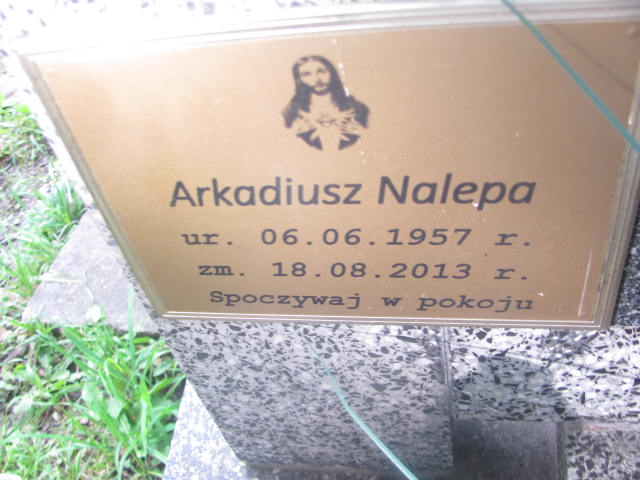 Arkadiusz Nalepa
ur. 06.06.1957 r.
zm. 18.08.2013 r.
Spoczywaj w pokoju